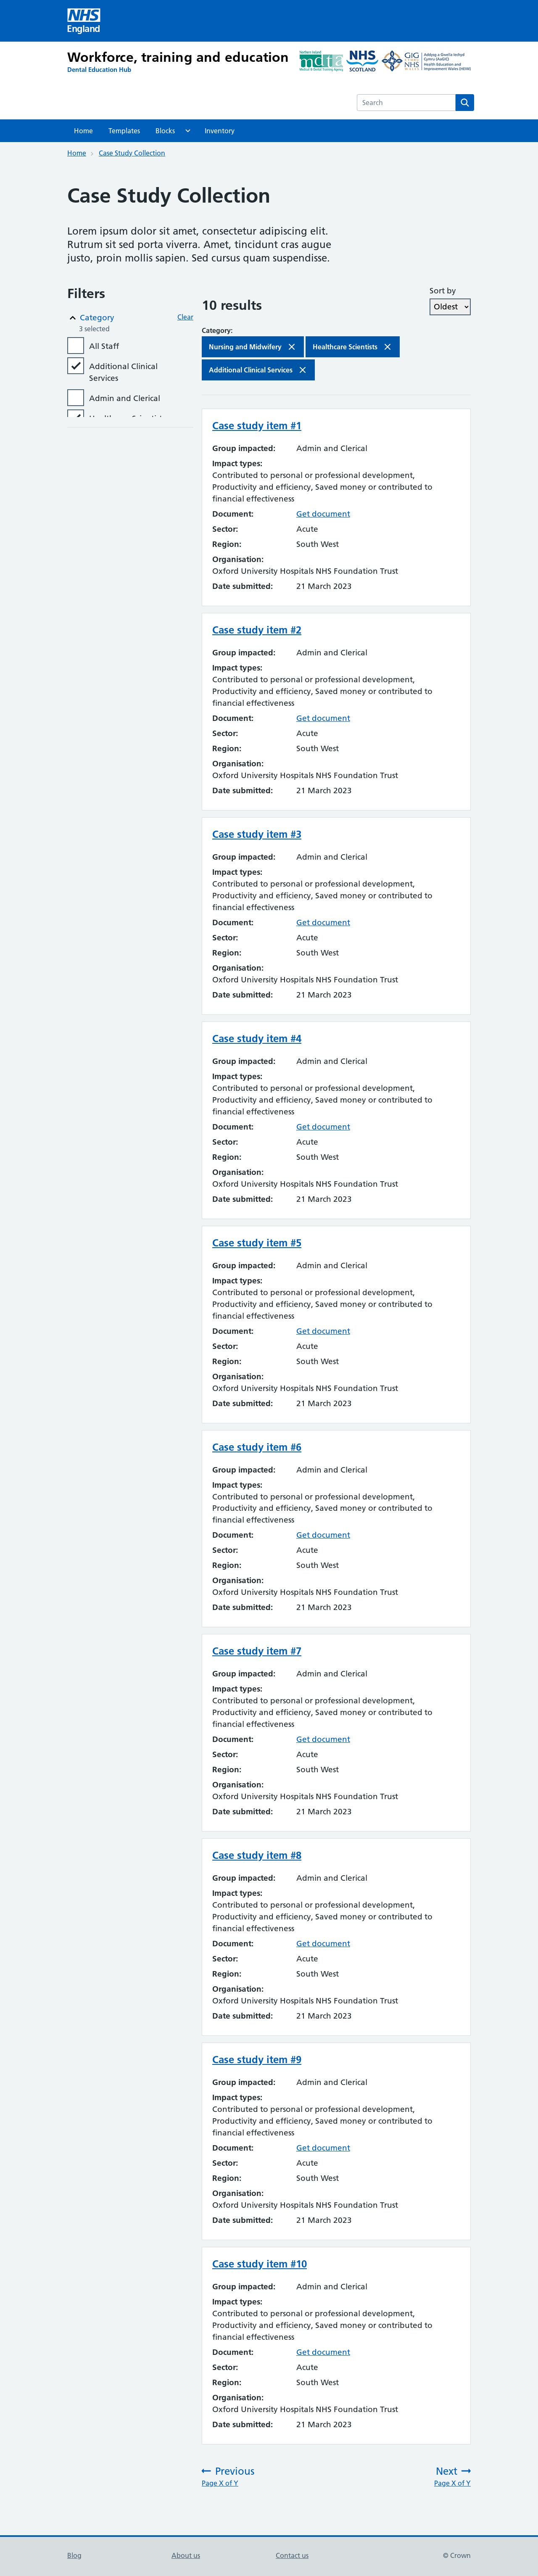 NHS
England
Workforce, training and education
Dental Education Hub
NHS
SCOTLAND
GIG
CYMRU
NHS
WALES
Addysg a Gwella Iechyd
Cymru (AaGIC)
Health Education and
Improvement Wales (HEIW)
Search
Home
Templates
Blocks
Inventory
Home
Case Study Collection
Case Study Collection
Lorem ipsum dolor sit amet, consectetur adipiscing elit.
Rutrum sit sed porta viverra. Amet, tincidunt cras augue
justo, proin mollis sapien. Sed cursus quam suspendisse.
Filters
Category
Clear
3 selected
All Staff
Additional Clinical
Services
Admin and Clerical
Healthcare Scientists
10 results
Sort by
Oldest
Category:
Nursing and Midwifery
Healthcare Scientists
Additional Clinical Services
Case study item #1
Group impacted: Admin and Clerical
Impact types:
Contributed to personal or professional development,
Productivity and efficiency, Saved money or contributed to
financial effectiveness
Document: Get document
Sector: Acute
Region: South West
Organisation:
Oxford University Hospitals NHS Foundation Trust
Date submitted: 21 March 2023
Case study item #2
Group impacted: Admin and Clerical
Impact types:
Contributed to personal or professional development,
Productivity and efficiency, Saved money or contributed to
financial effectiveness
Document: Get document
Sector: Acute
Region: South West
Organisation:
Oxford University Hospitals NHS Foundation Trust
Date submitted: 21 March 2023
Case study item #3
Group impacted: Admin and Clerical
Impact types:
Contributed to personal or professional development,
Productivity and efficiency, Saved money or contributed to
financial effectiveness
Document: Get document
Sector: Acute
Region: South West
Organisation:
Oxford University Hospitals NHS Foundation Trust
Date submitted: 21 March 2023
Case study item #4
Group impacted: Admin and Clerical
Impact types:
Contributed to personal or professional development,
Productivity and efficiency, Saved money or contributed to
financial effectiveness
Document: Get document
Sector: Acute
Region: South West
Organisation:
Oxford University Hospitals NHS Foundation Trust
Date submitted: 21 March 2023
Case study item #5
Group impacted: Admin and Clerical
Impact types:
Contributed to personal or professional development,
Productivity and efficiency, Saved money or contributed to
financial effectiveness
Document: Get document
Sector: Acute
Region: South West
Organisation:
Oxford University Hospitals NHS Foundation Trust
Date submitted: 21 March 2023
Case study item #6
Group impacted: Admin and Clerical
Impact types:
Contributed to personal or professional development,
Productivity and efficiency, Saved money or contributed to
financial effectiveness
Document: Get document
Sector: Acute
Region: South West
Organisation:
Oxford University Hospitals NHS Foundation Trust
Date submitted: 21 March 2023
Case study item #7
Group impacted: Admin and Clerical
Impact types:
Contributed to personal or professional development,
Productivity and efficiency, Saved money or contributed to
financial effectiveness
Document: Get document
Sector: Acute
Region: South West
Organisation:
Oxford University Hospitals NHS Foundation Trust
Date submitted: 21 March 2023
Case study item #8
Group impacted: Admin and Clerical
Impact types:
Contributed to personal or professional development,
Productivity and efficiency, Saved money or contributed to
financial effectiveness
Document: Get document
Sector: Acute
Region: South West
Organisation:
Oxford University Hospitals NHS Foundation Trust
Date submitted: 21 March 2023
Case study item #9
Group impacted: Admin and Clerical
Impact types:
Contributed to personal or professional development,
Productivity and efficiency, Saved money or contributed to
financial effectiveness
Document: Get document
Sector: Acute
Region: South West
Organisation:
Oxford University Hospitals NHS Foundation Trust
Date submitted: 21 March 2023
Case study item #10
Group impacted: Admin and Clerical
Impact types:
Contributed to personal or professional development,
Productivity and efficiency, Saved money or contributed to
financial effectiveness
Document: Get document
Sector: Acute
Region: South West
Organisation:
Oxford University Hospitals NHS Foundation Trust
Date submitted: 21 March 2023
Previous
Page X of Y
Next
Page X of Y
Blog
About us
Contact us
© Crown